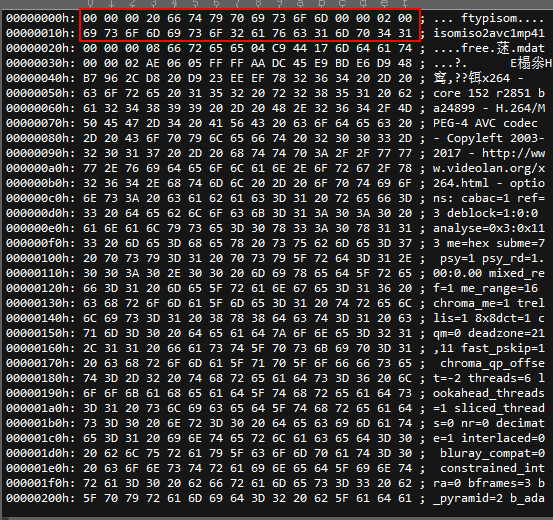 0 1 2 3 4 5 6 7 8 9 a b c d e f
00000000h: 00 00 00 20 66 74 79 70 69 73 6F 6D 00 00 02 00 ; ... ftypisom....
00000010h: 69 73 6F 6D 69 73 6F 32 61 76 63 31 6D 70 34 31 ; isomiso2avc1mp41
00000020h: 00 00 00 08 66 72 65 65 04 C9 44 17 6D 64 61 74 ; ....free. .mdat
00000030h: 00 00 02 AE 06 05 FF FF AA DC 45 E9 BD E6 D9 48 ; ...?. E H
00000040h: B7 96 2C D8 20 D9 23 EE EF 78 32 36 34 20 2D 20 ; ,??铒x264 -
00000050h: 63 6F 72 65 20 31 35 32 20 72 32 38 35 31 20 62 ; core 152 r2851 b
00000060h: 61 32 34 38 39 39 20 2D 20 48 2E 32 36 34 2F 4D ; a24899 - H.264/M
00000070h: 50 45 47 2D 34 20 41 56 43 20 63 6F 64 65 63 20 ; PEG-4 AVC codec
00000080h: 2D 20 43 6F 70 79 6C 65 66 74 20 32 30 30 33 2D ; - Copyleft 2003-
00000090h: 32 30 31 37 20 2D 20 68 74 74 70 3A 2F 2F 77 77 ; 2017 - http://ww
000000a0h: 77 2E 76 69 64 65 6F 6C 61 6E 2E 6F 72 67 2F 78 ; w.videolan.org/x
000000b0h: 32 36 34 2E 68 74 6D 6C 20 2D 20 6F 70 74 69 6F ; 264.html - optio
000000c0h: 6E 73 3A 20 63 61 62 61 63 3D 31 20 72 65 66 3D ; ns: cabac=1 ref=
000000d0h: 33 20 64 65 62 6C 6F 63 6B 3D 31 3A 30 3A 30 20 ; 3 deblock=1:0:0
000000e0h: 61 6E 61 6C 79 73 65 3D 30 78 33 3A 30 78 31 31 ; analyse=0x3:0x11
000000f0h: 33 20 6D 65 3D 68 65 78 20 73 75 62 6D 65 3D 37 ; 3 me=hex subme=7
00000100h: 20 70 73 79 3D 31 20 70 73 79 5F 72 64 3D 31 2E ; psy=1 psy_rd=1.
00000110h: 30 30 3A 30 2E 30 30 20 6D 69 78 65 64 5F 72 65 ; 00:0.00 mixed_re
00000120h: 66 3D 31 20 6D 65 5F 72 61 6E 67 65 3D 31 36 20 ; f=1 me_range=16
00000130h: 63 68 72 6F 6D 61 5F 6D 65 3D 31 20 74 72 65 6C ; chroma_me=1 trel
00000140h: 6C 69 73 3D 31 20 38 78 38 64 63 74 3D 31 20 63 ; lis=1 8x8dct=1 c
00000150h: 71 6D 3D 30 20 64 65 61 64 7A 6F 6E 65 3D 32 31 ; qm=0 deadzone=21
00000160h: 2C 31 31 20 66 61 73 74 5F 70 73 6B 69 70 3D 31 ; ,11 fast_pskip=1
00000170h: 20 63 68 72 6F 6D 61 5F 71 70 5F 6F 66 66 73 65 ; chroma_qp_offse
00000180h: 74 3D 2D 32 20 74 68 72 65 61 64 73 3D 36 20 6C ; t=-2 threads=6 l
00000190h: 6F 6F 6B 61 68 65 61 64 5F 74 68 72 65 61 64 73 ; ookahead_threads
000001a0h: 3D 31 20 73 6C 69 63 65 64 5F 74 68 72 65 61 64 ; =1 sliced_thread
000001b0h: 73 3D 30 20 6E 72 3D 30 20 64 65 63 69 6D 61 74 ; s=0 nr=0 decimat
000001c0h: 65 3D 31 20 69 6E 74 65 72 6C 61 63 65 64 3D 30 ; e=1 interlaced=0
000001d0h: 20 62 6C 75 72 61 79 5F 63 6F 6D 70 61 74 3D 30 ; bluray_compat=0
000001e0h: 20 63 6F 6E 73 74 72 61 69 6E 65 64 5F 69 6E 74 ; constrained_int
000001f0h: 72 61 3D 30 20 62 66 72 61 6D 65 73 3D 33 20 62 ; ra=0 bframes=3 b
00000200h: 5F 70 79 72 61 6D 69 64 3D 32 20 62 5F 61 64 61 ; _pyramid=2 b_ada